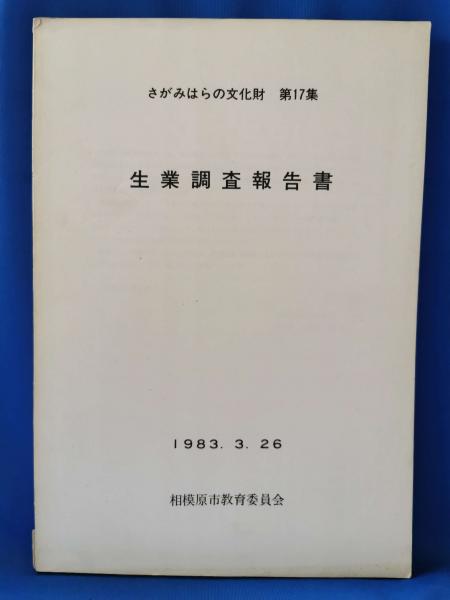 さがみはらの文化財　第17集
生業調査報告書
1983. 3. 26
相模原市教育委員会